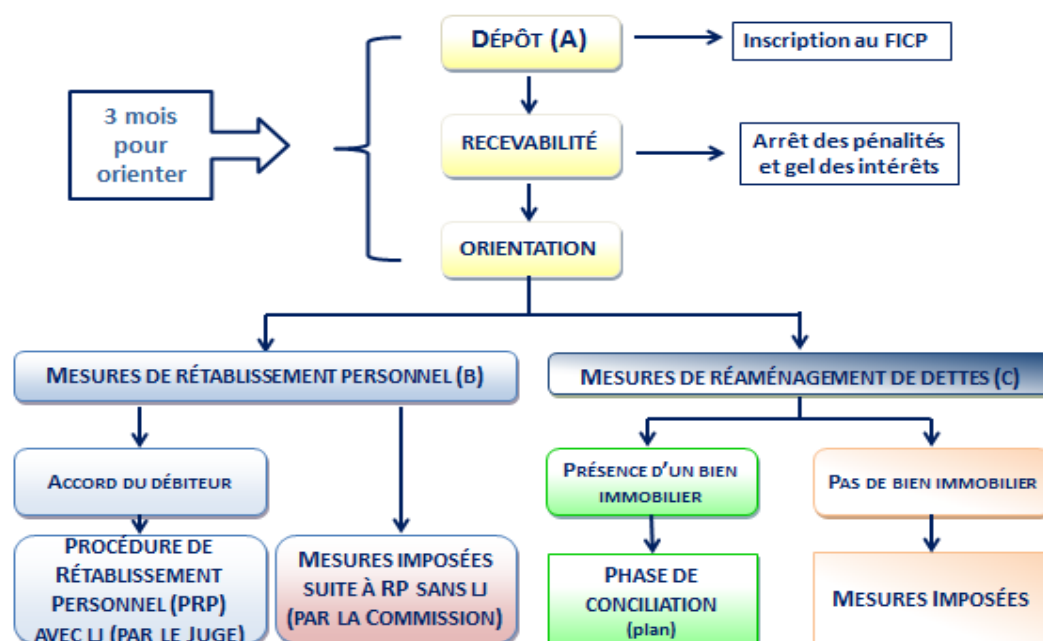 DÉPÔT (A)
Inscription au FICP
3 mois
pour
orienter
RECEVABILITÉ
Arrêt des pénalités
et gel des intérêts
ORIENTATION
MESURES DE RÉTABLISSEMENT PERSONNEL (B)
MESURES DE RÉAMÉNAGEMENT DE DETTES (C)
ACCORD DU DÉBITEUR
PRÉSENCE D'UN BIEN
IMMOBILIER
PAS DE BIEN IMMOBILIER
PROCÉDURE DE
RÉTABLISSEMENT
PERSONNEL (PRP)
AVEC LJ (PAR LE JUGE)
MESURES IMPOSÉES
SUITE À RP SANS LJ
(PAR LA COMMISSION)
PHASE DE
CONCILIATION
(plan)
MESURES IMPOSÉES